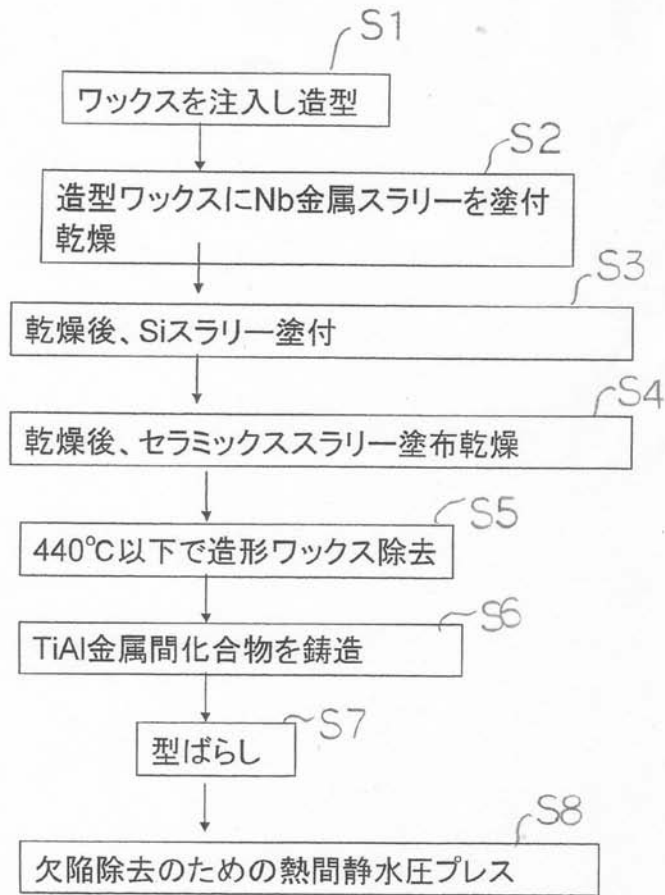 S1
ワックスを注入し造型
S2
造型ワックスにNb金属スラリーを塗付
乾燥
S3
乾燥後、Siスラリー塗付
S4
乾燥後、セラミックススラリー塗布乾燥
S5
440℃以下で造形ワックス除去
S6
TiAl金属間化合物を鋳造
S7
型ばらし
S8
欠陥除去のための熱間静水圧プレス